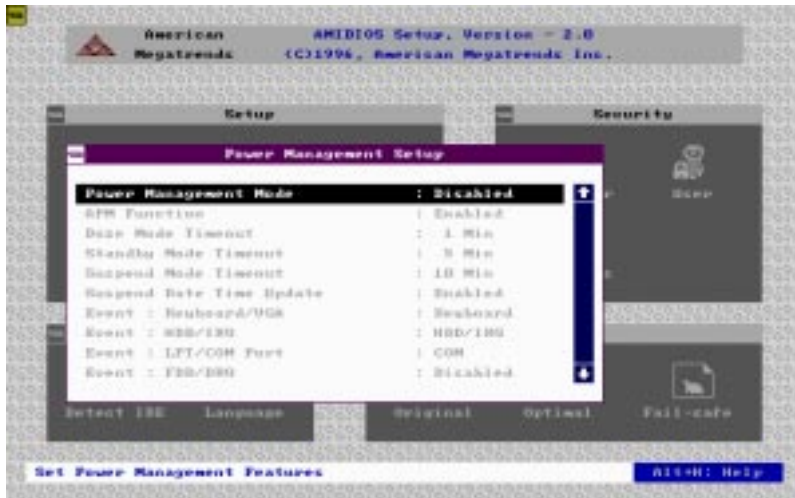 American
Megatrends
AMIBIOS Setup, Version - 2.0
(C)1996, American Megatrends Inc.
Setup
Security
Power Management Setup
Power Management Mode : Disabled
APM Function : Enabled
Doze Mode Timeout : 1 Min
Standby Mode Timeout : 5 Min
Suspend Mode Timeout : 10 Min
Suspend Date Time Update : Enabled
Event : Keyboard/VGA : Keyboard
Event : HDD/IRQ : HDD/IRQ
Event : LPT/COM Port : COM
Event : FDD/DRQ : Disabled
User
Detect IDE
Language
Original
Optimal
Fail-safe
Set Power Management Features
Alt+H: Help